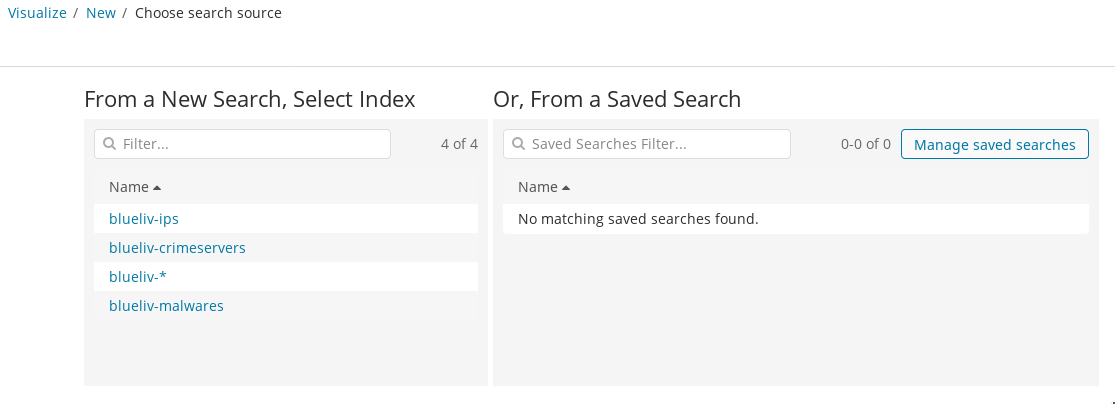 Visualize / New / Choose search source
From a New Search, Select Index
Filter...
4 of 4
Name
blueliv-ips
blueliv-crimeservers
blueliv-*
blueliv-malwares
Or, From a Saved Search
Saved Searches Filter...
0-0 of 0
Manage saved searches
Name
No matching saved searches found.